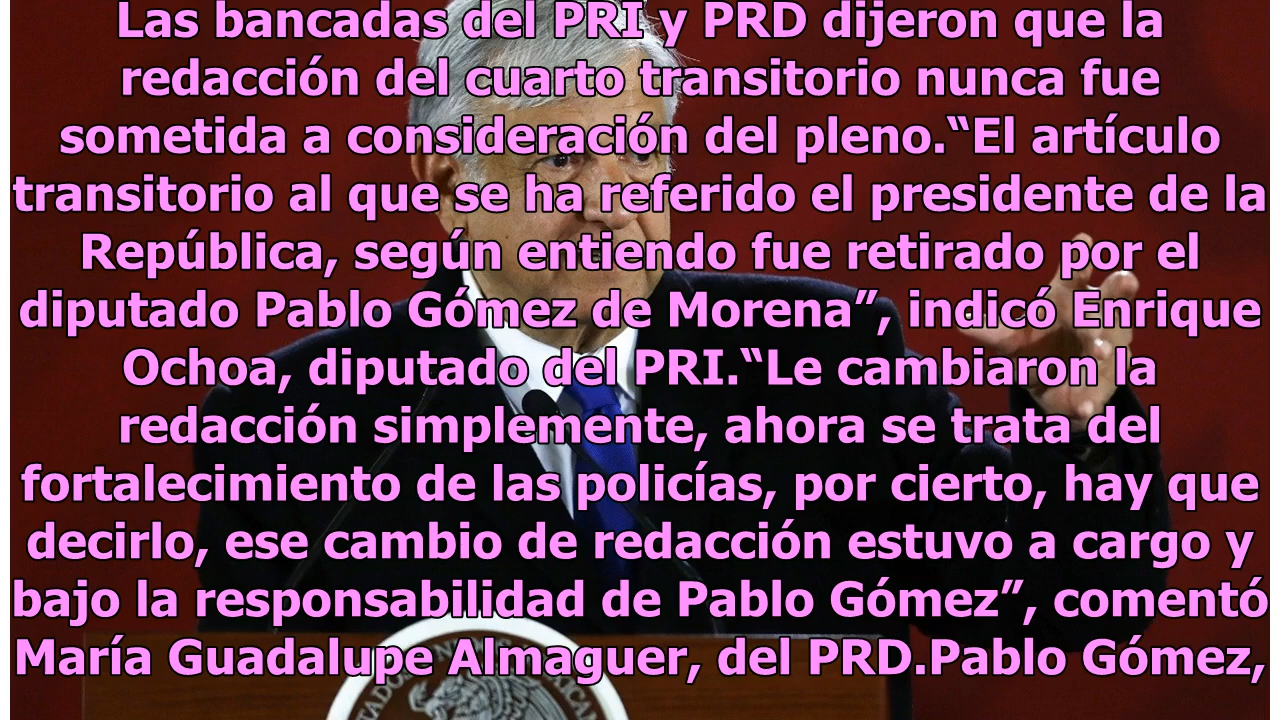 Las bancadas del PRI y PRD dijeron que la
redacción del cuarto transitorio nunca fue
sometida a consideración del pleno.“El artículo
transitorio al que se ha referido el presidente de la
República, según entiendo fue retirado por el
diputado Pablo Gómez de Morena”, indicó Enrique
Ochoa, diputado del PRI.“Le cambiaron la
redacción simplemente, ahora se trata del
fortalecimiento de las policías, por cierto, hay que
decirlo, ese cambio de redacción estuvo a cargo y
bajo la responsabilidad de Pablo Gómez”, comentó
María Guadalupe Almaguer, del PRD.Pablo Gómez,